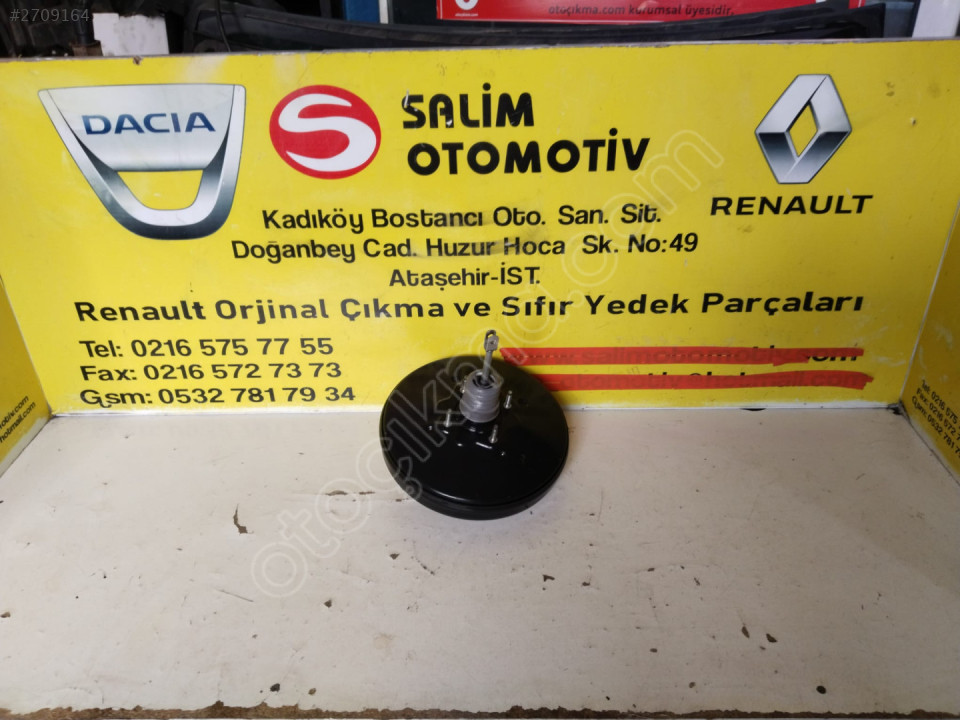 #2709164
otoçıkma.com kurumsal üyesidir.
DACIA
SALİM
OTOMOTİV
RENAULT
Kadıköy Bostancı Oto. San. Sit.
Doğanbey Cad. Huzur Hoca Sk. No:49
Ataşehir-İST.
Renault Orjinal Çıkma ve Sıfır Yedek Parçaları
Tel: 0216 575 77 55
Fax: 0216 572 73 73
Gsm: 0532 781 79 34
otoçıkma.com